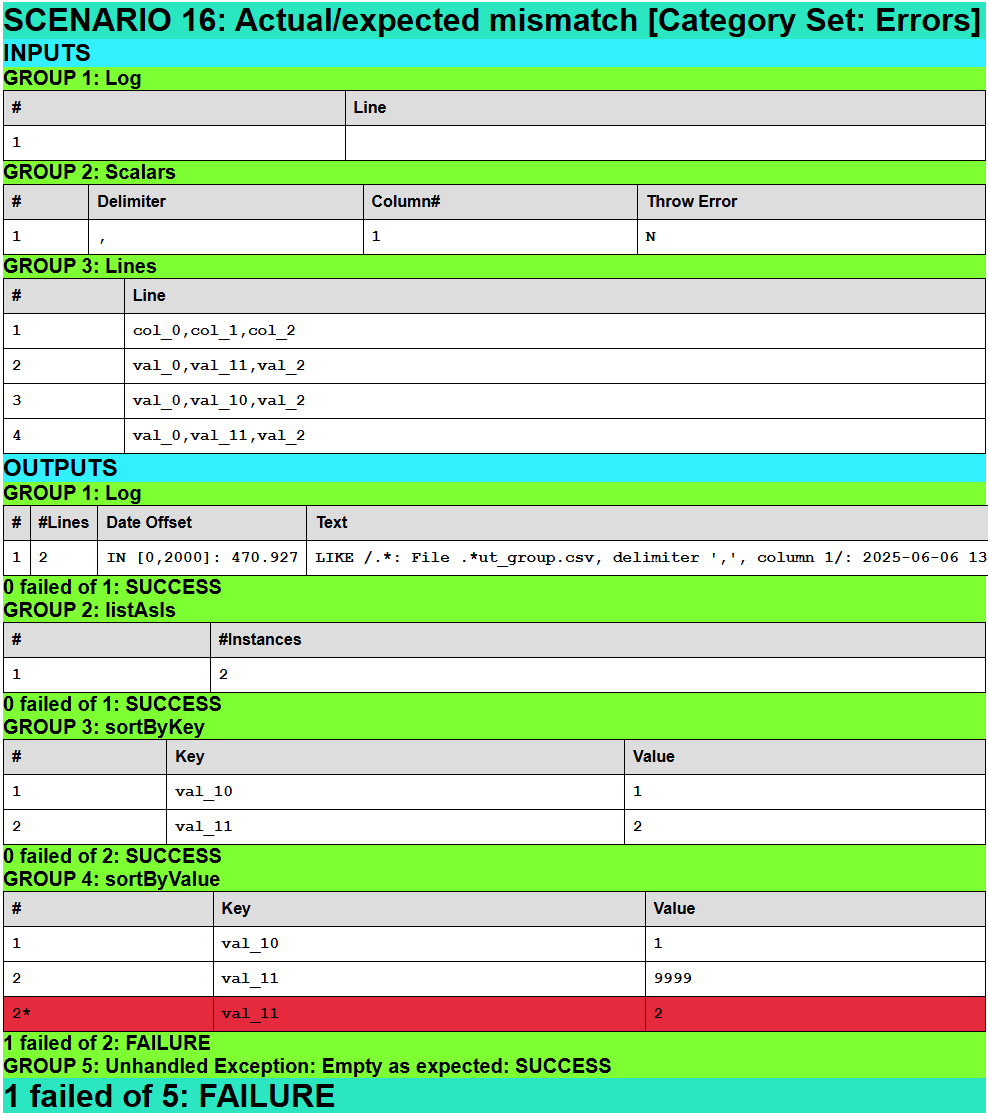 SCENARIO 16: Actual/expected mismatch [Category Set: Errors]
INPUTS
GROUP 1: Log
# Line
1
GROUP 2: Scalars
# Delimiter Column# Throw Error
1 , 1 N
GROUP 3: Lines
# Line
1 col_0,col_1,col_2
2 val_0,val_11,val_2
3 val_0,val_10,val_2
4 val_0,val_11,val_2
OUTPUTS
GROUP 1: Log
# #Lines Date Offset Text
1 2 IN [0,2000]: 470.927 LIKE /.*: File .*ut_group.csv, delimiter ',', column 1/: 2025-06-06 13
0 failed of 1: SUCCESS
GROUP 2: listAsIs
# #Instances
1 2
0 failed of 1: SUCCESS
GROUP 3: sortByKey
# Key Value
1 val_10 1
2 val_11 2
0 failed of 2: SUCCESS
GROUP 4: sortByValue
# Key Value
1 val_10 1
2 val_11 9999
2* val_11 2
1 failed of 2: FAILURE
GROUP 5: Unhandled Exception: Empty as expected: SUCCESS
1 failed of 5: FAILURE